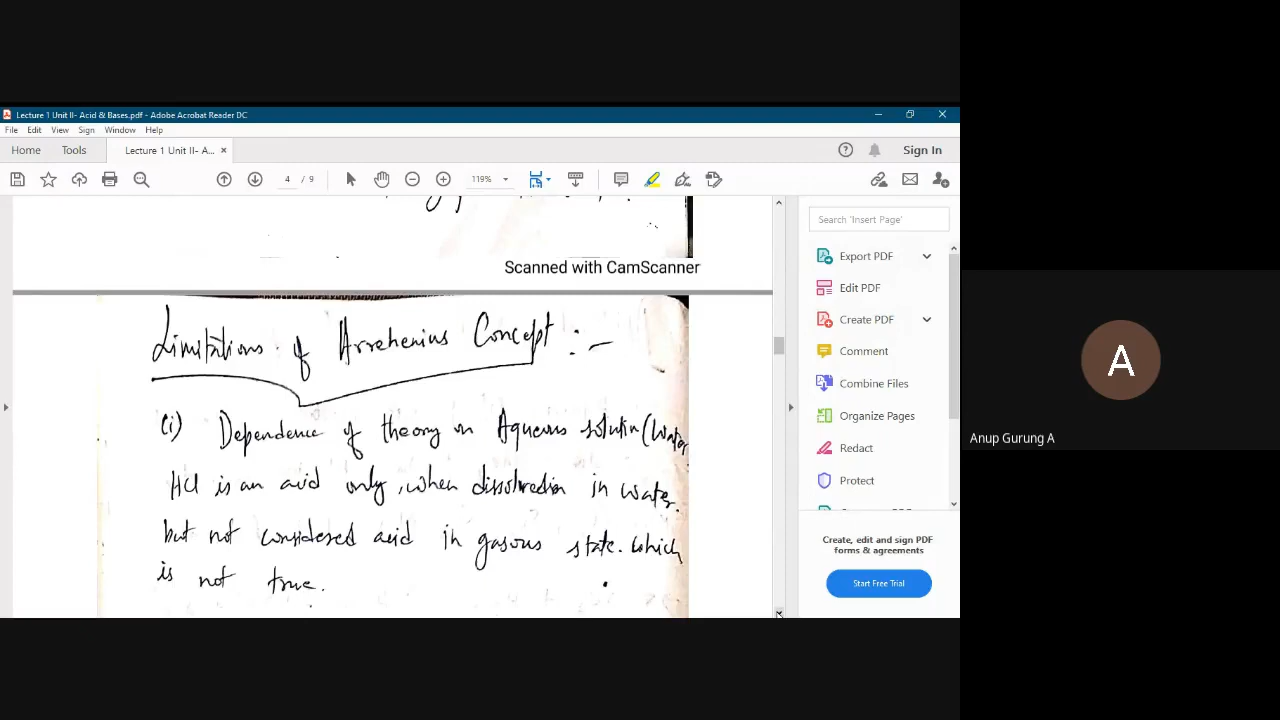 Lecture 1 Unit II- Acid & Bases.pdf - Adobe Acrobat Reader DC
File Edit View Sign Window Help
Home Tools Lecture 1 Unit II- A... × Sign In
4 / 9 119%
Search 'Insert Page'
Scanned with CamScanner
Export PDF
Edit PDF
Create PDF
Comment
Combine Files
Organize Pages
Redact
Protect
Create, edit and sign PDF
forms & agreements
Start Free Trial
Limitations of Arrehenius Concept :-
(i) Dependence of theory on Aqueous solution (Water
HCl is an acid only, when dissolved in water.
but not considered acid in gasous state. Which
is not true.
A
Anup Gurung A